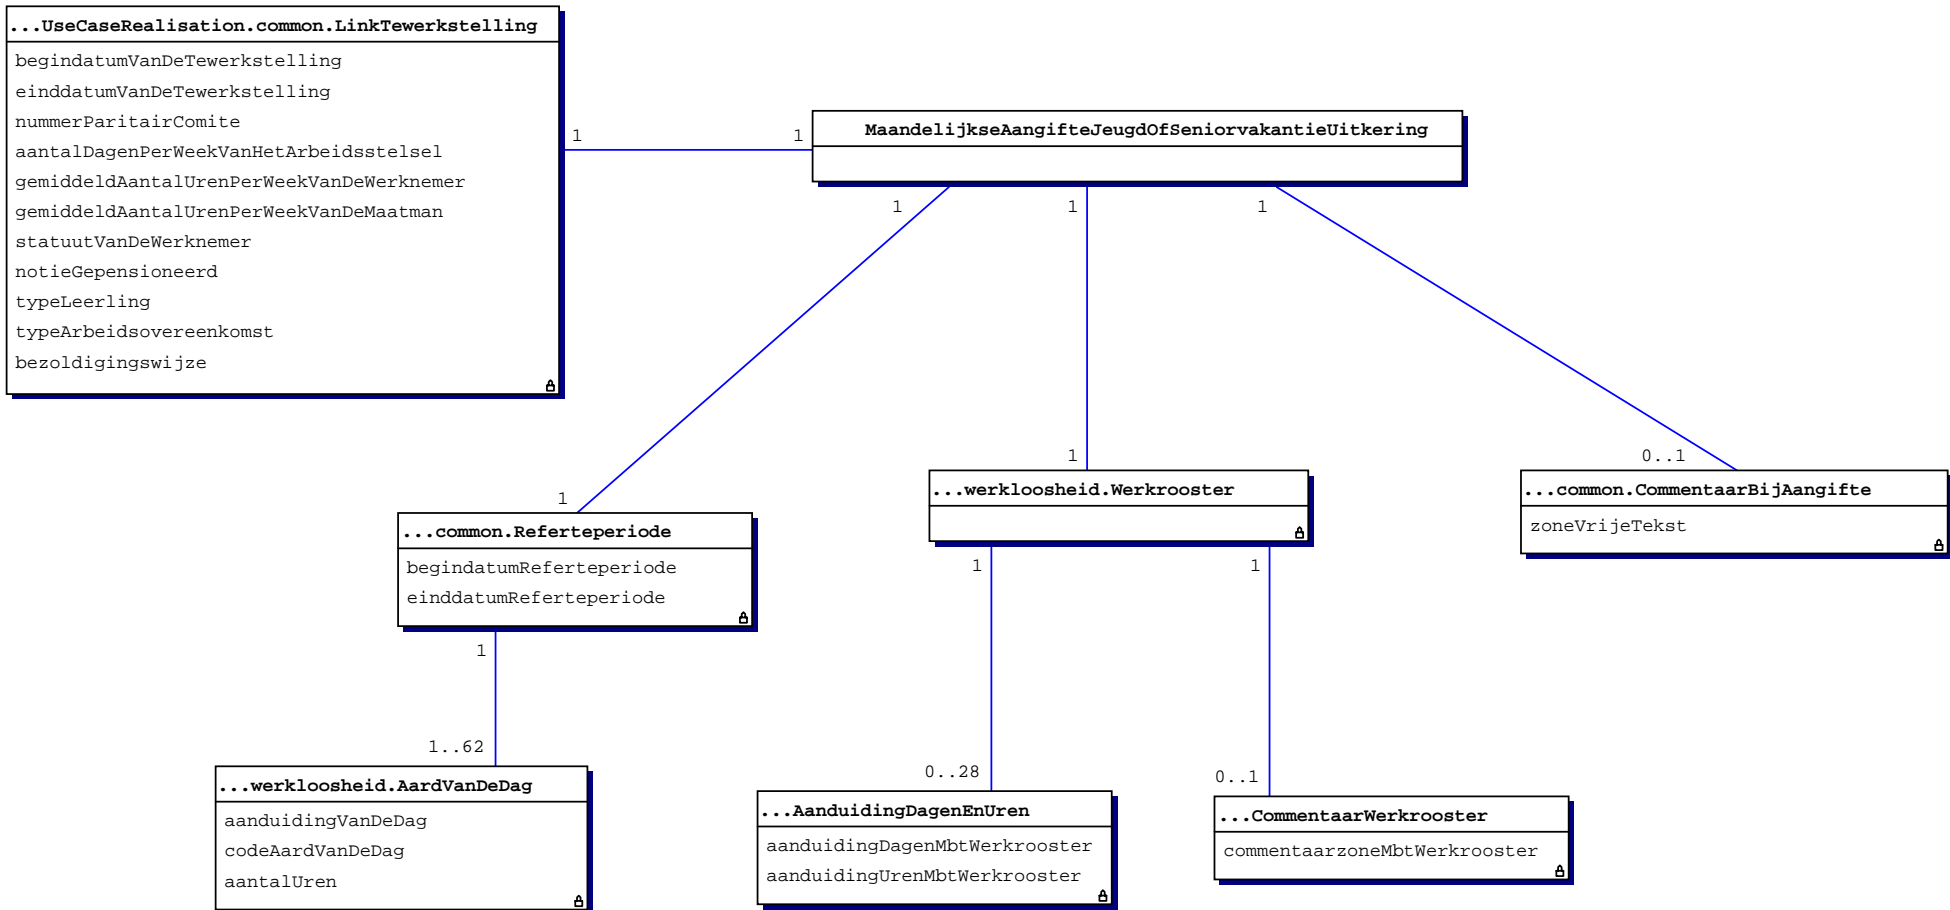 ...UseCaseRealisation.common.LinkTewerkstelling
begindatumVanDeTewerkstelling
einddatumVanDeTewerkstelling
nummerParitairComite
aantalDagenPerWeekVanHetArbeidsstelsel
gemiddeldAantalUrenPerWeekVanDeWerknemer
gemiddeldAantalUrenPerWeekVanDeMaatman
statuutVanDeWerknemer
notieGepensioneerd
typeLeerling
typeArbeidsovereenkomst
bezoldigingswijze
1
1
MaandelijkseAangifteJeugdOfSeniorvakantieUitkering
1
1
1
1
1
0..1
...common.Referteperiode
begindatumReferteperiode
einddatumReferteperiode
...werkloosheid.Werkrooster
...common.CommentaarBijAangifte
zoneVrijeTekst
1
1
1
1..62
0..28
0..1
...werkloosheid.AardVanDeDag
aanduidingVanDeDag
codeAardVanDeDag
aantalUren
...AanduidingDagenEnUren
aanduidingDagenMbtWerkrooster
aanduidingUrenMbtWerkrooster
...CommentaarWerkrooster
commentaarzoneMbtWerkrooster